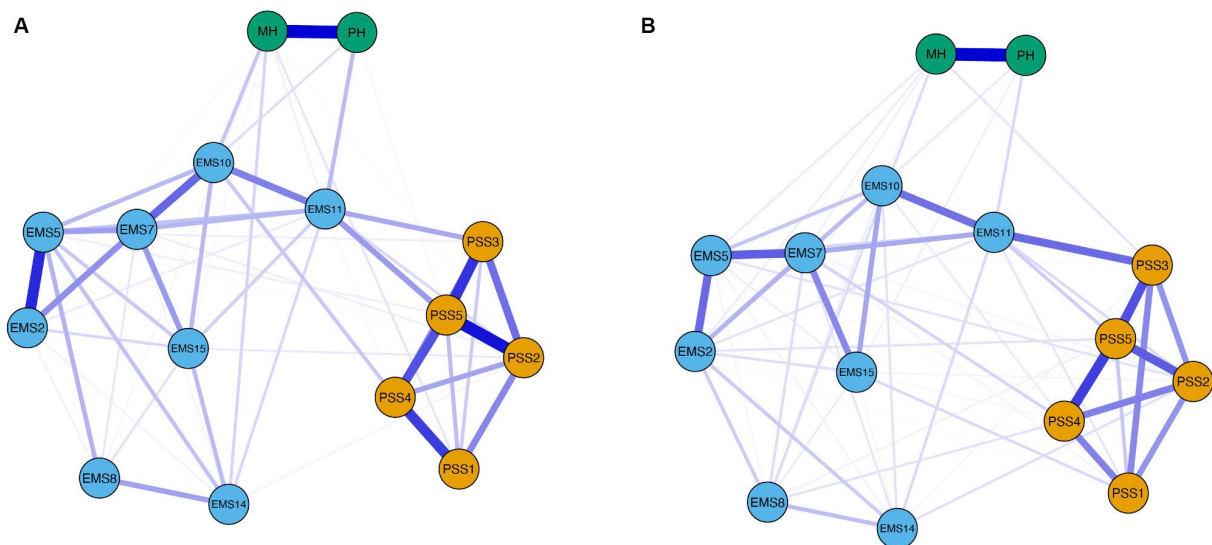 A
MH
PH
EMS10
EMS11
EMS5
EMS7
PSS3
PSS5
EMS2
EMS15
PSS2
PSS4
PSS1
EMS8
EMS14
B
MH
PH
EMS10
EMS11
EMS5
EMS7
PSS3
PSS5
EMS2
EMS15
PSS2
PSS4
PSS1
EMS8
EMS14